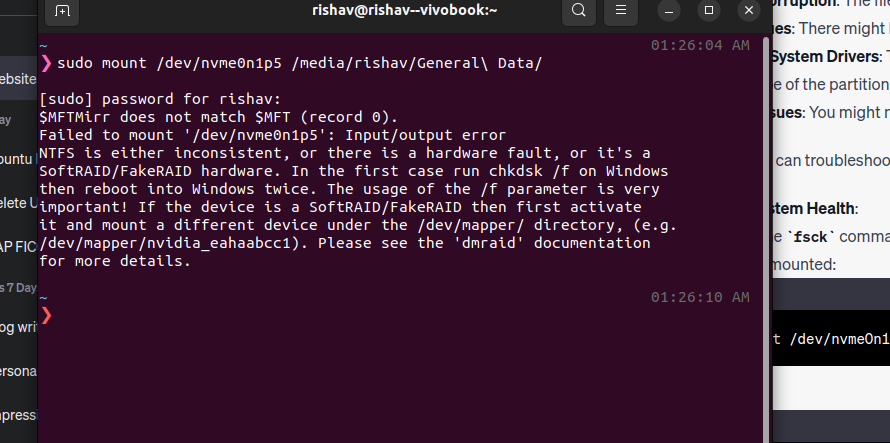 rishav@rishav--vivobook:~
~ 01:26:04 AM
❯ sudo mount /dev/nvme0n1p5 /media/rishav/General\ Data/
[sudo] password for rishav:
$MFTMirr does not match $MFT (record 0).
Failed to mount '/dev/nvme0n1p5': Input/output error
NTFS is either inconsistent, or there is a hardware fault, or it's a
SoftRAID/FakeRAID hardware. In the first case run chkdsk /f on Windows
then reboot into Windows twice. The usage of the /f parameter is very
important! If the device is a SoftRAID/FakeRAID then first activate
it and mount a different device under the /dev/mapper/ directory, (e.g.
/dev/mapper/nvidia_eahaabcc1). Please see the 'dmraid' documentation
for more details.
~ 01:26:10 AM
❯
ebsite
ay
buntu
elete U
AP FIC
s 7 Day
og writ
ersona
npressi
orruption: The file
ues: There might
System Drivers:
e of the partition
sues: You might
can troubleshoo
stem Health:
e `fsck` comma
mounted:
t /dev/nvme0n1